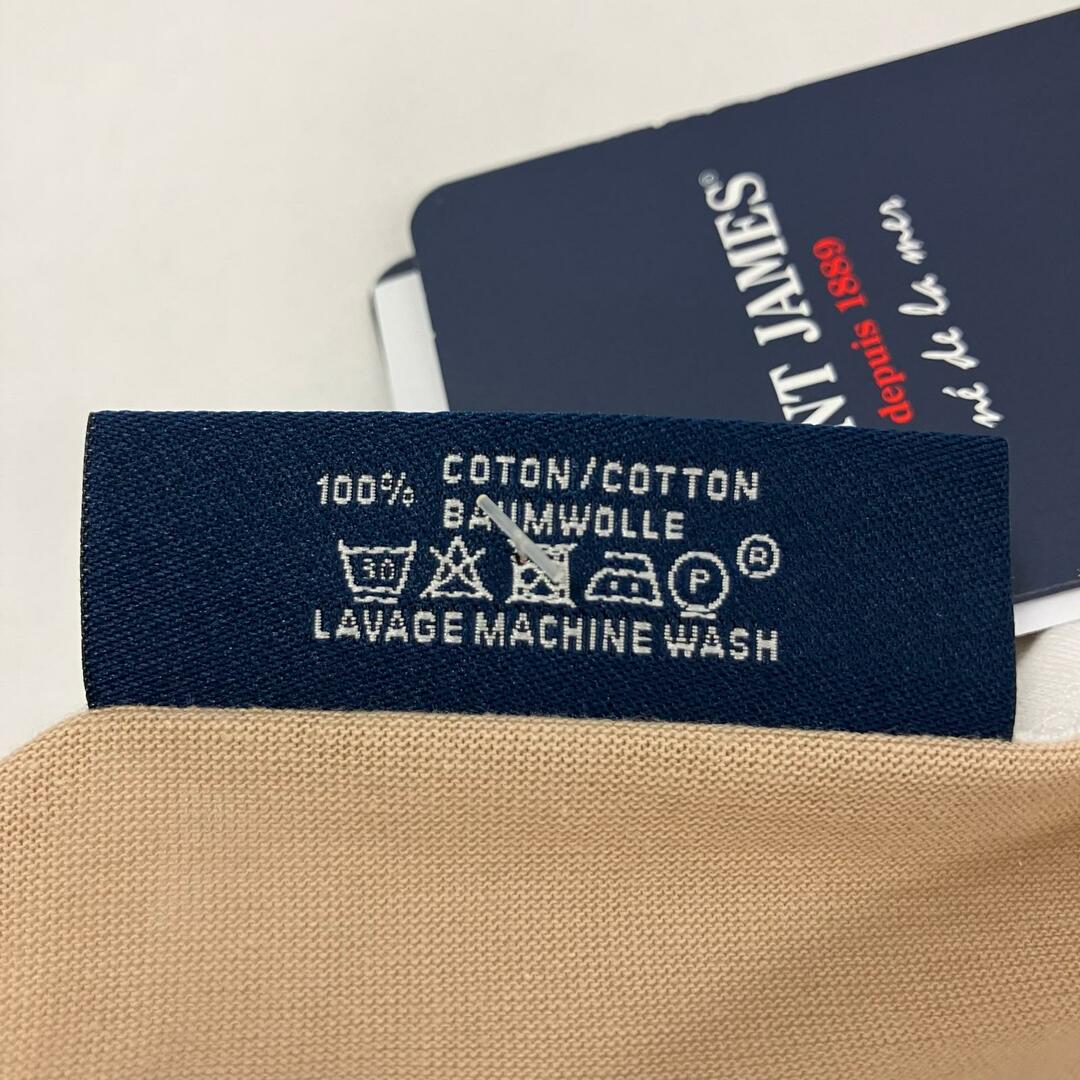 NT JAMES®
depuis 1889
né de la mer
100% COTON/COTTON
BAUMWOLLE
30 P ®
LAVAGE MACHINE WASH